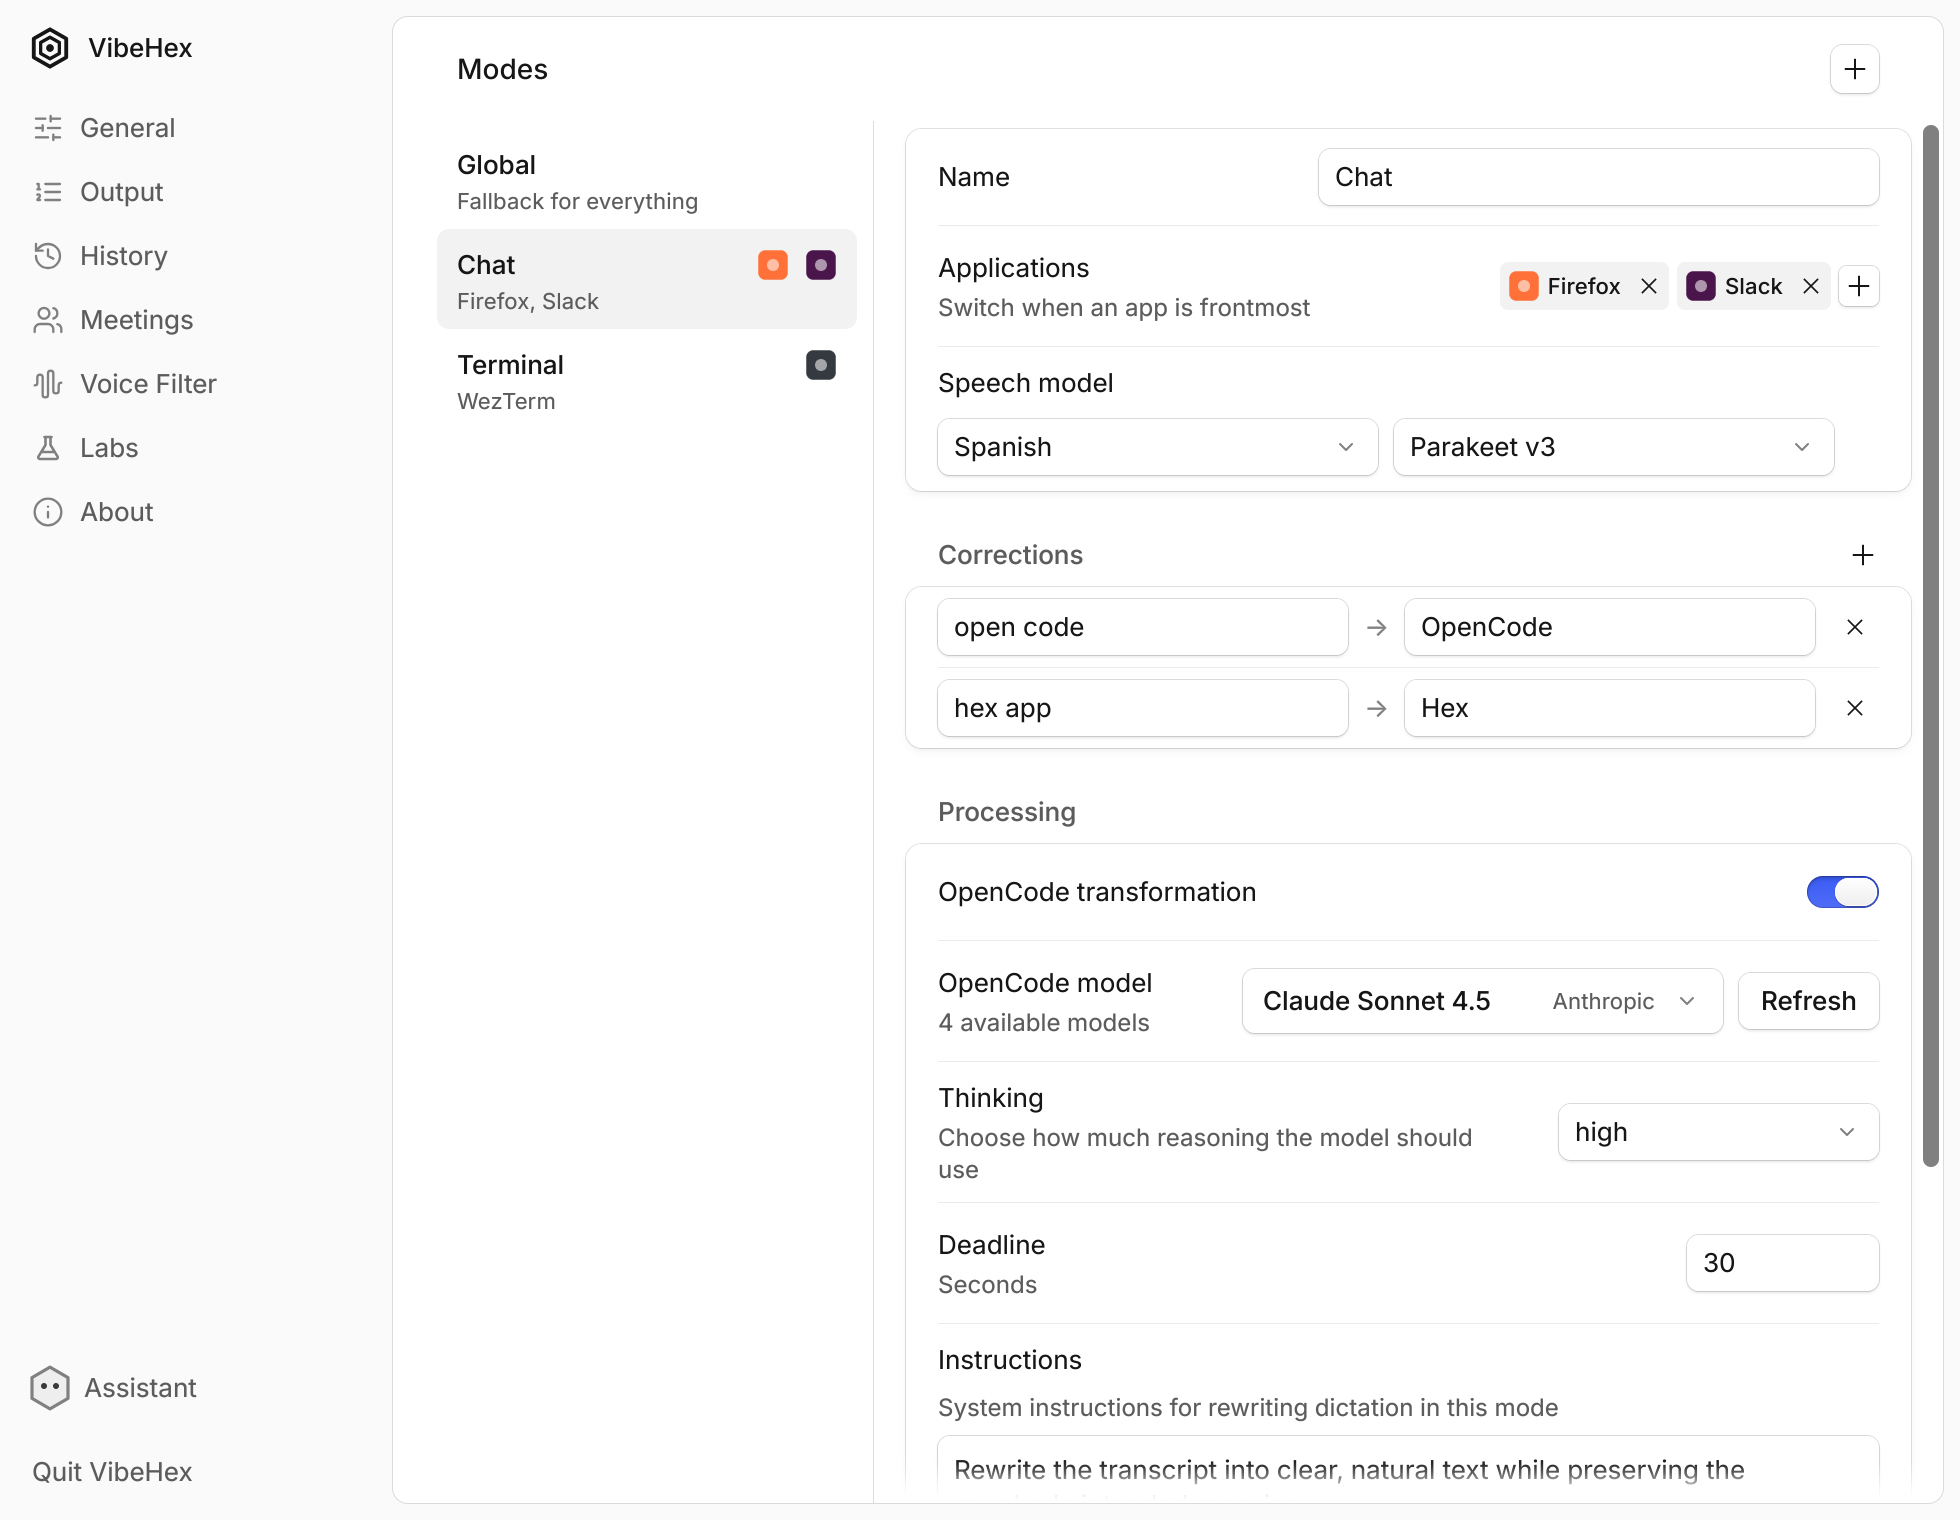 VibeHex
General
Output
History
Meetings
Voice Filter
Labs
About
Assistant
Quit VibeHex
Modes
Global
Fallback for everything
Chat
Firefox, Slack
Terminal
WezTerm
Name
Chat
Applications
Switch when an app is frontmost
Firefox
Slack
Speech model
Spanish
Parakeet v3
Corrections
open code → OpenCode
hex app → Hex
Processing
OpenCode transformation
OpenCode model
4 available models
Claude Sonnet 4.5 Anthropic
Refresh
Thinking
Choose how much reasoning the model should
use
high
Deadline
Seconds
30
Instructions
System instructions for rewriting dictation in this mode
Rewrite the transcript into clear, natural text while preserving the